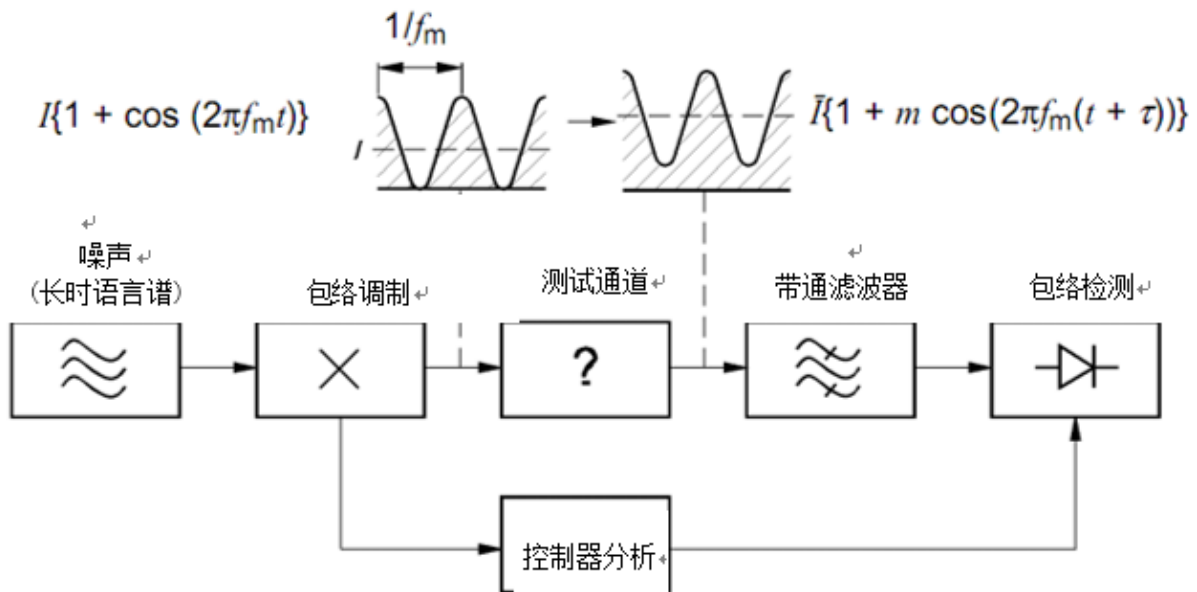 1/fm
I{1 + cos (2πfmt)}
I
Ī{1 + m cos(2πfm(t + τ))}
噪声
(长时语言谱)
包络调制
测试通道
带通滤波器
包络检测
?
控制器分析